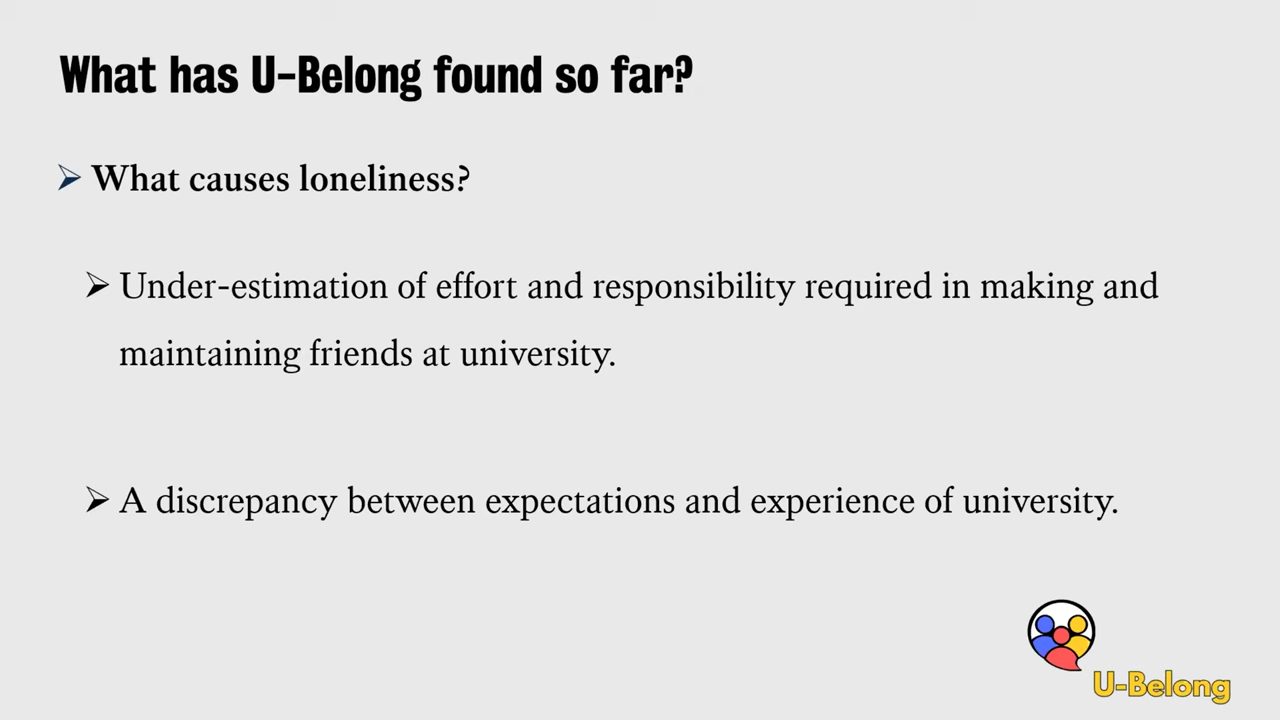 What has U-Belong found so far?
What causes loneliness?
Under-estimation of effort and responsibility required in making and
maintaining friends at university.
A discrepancy between expectations and experience of university.
U-Belong